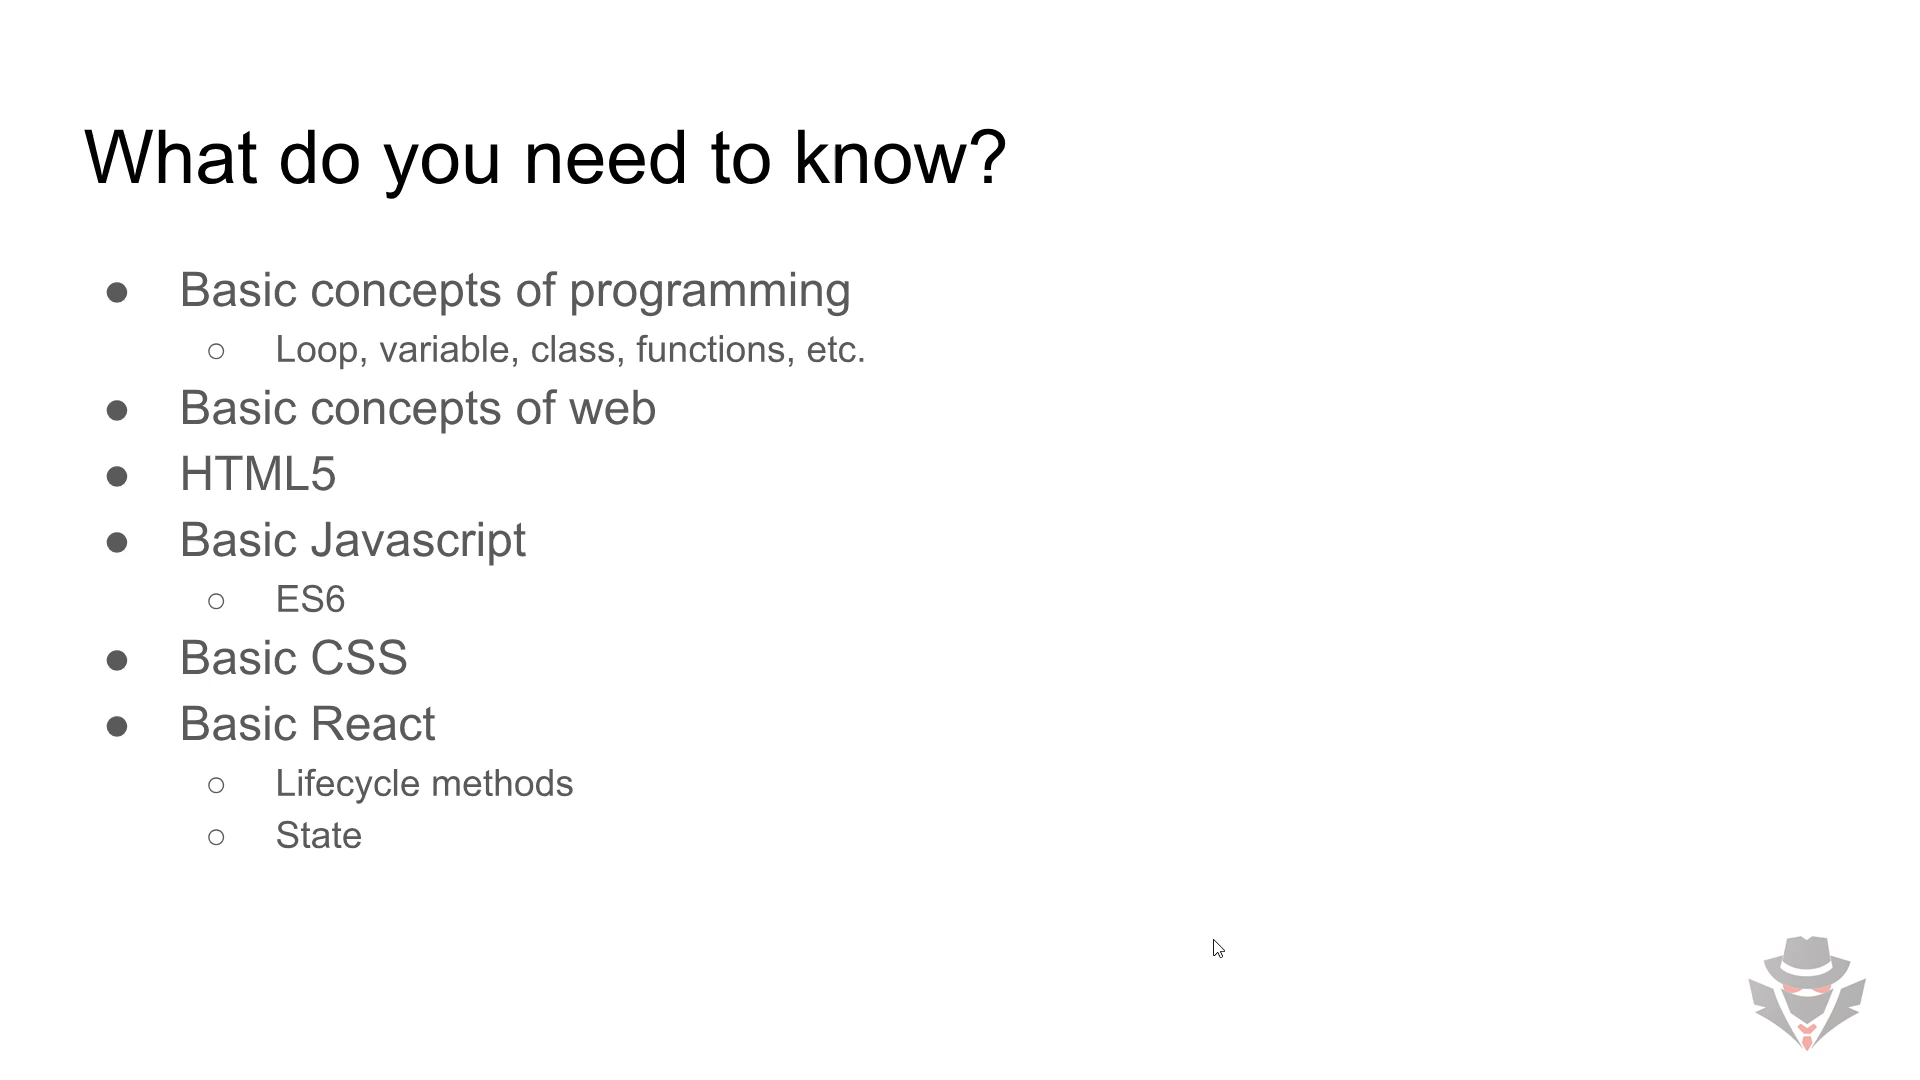 What do you need to know?
● Basic concepts of programming
○ Loop, variable, class, functions, etc.
● Basic concepts of web
● HTML5
● Basic Javascript
○ ES6
● Basic CSS
● Basic React
○ Lifecycle methods
○ State